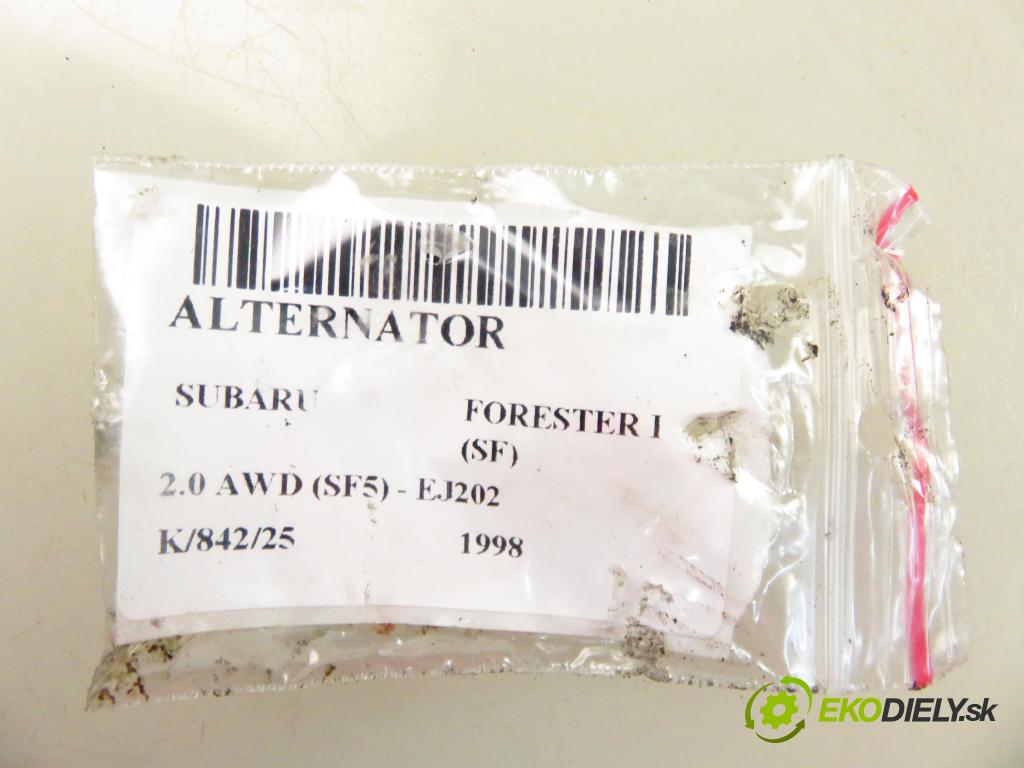 ALTERNATOR
SUBARU FORESTER I
(SF)
2.0 AWD (SF5) - EJ202
K/842/25 1998
EKODIELY.sk